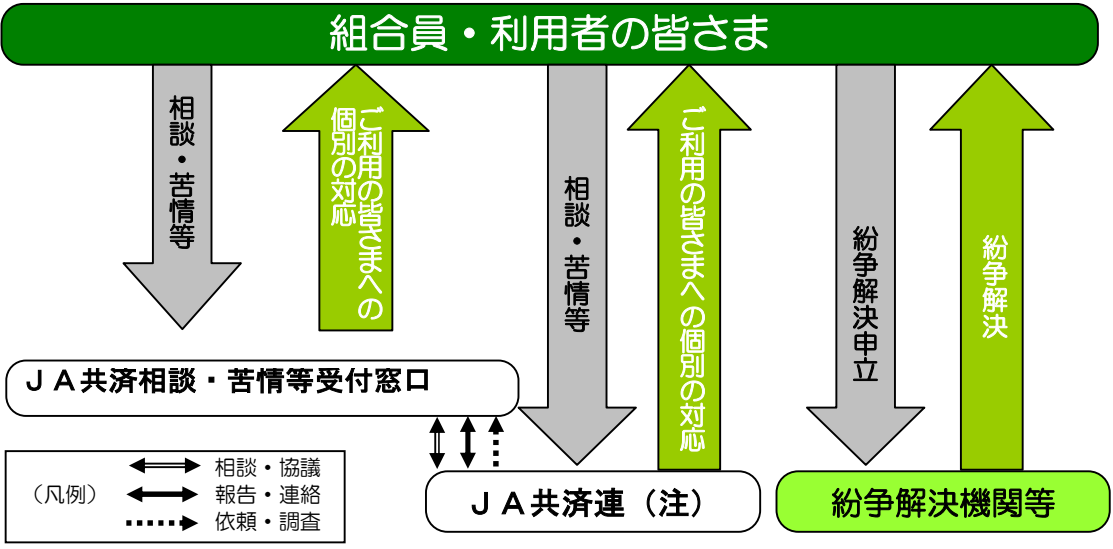 組合員・利用者の皆さま
相談・苦情等
ご利用の皆さまへの
個別の対応
相談・苦情等
ご利用の皆さまへの個別の対応
紛争解決申立
紛争解決
ＪＡ共済相談・苦情等受付窓口
（凡例）
相談・協議
報告・連絡
依頼・調査
ＪＡ共済連（注）
紛争解決機関等